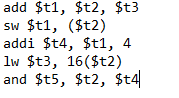 add $t1, $t2, $t3
sw $t1, ($t2)
addi $t4, $t1, 4
lw $t3, 16($t2)
and $t5, $t2, $t4